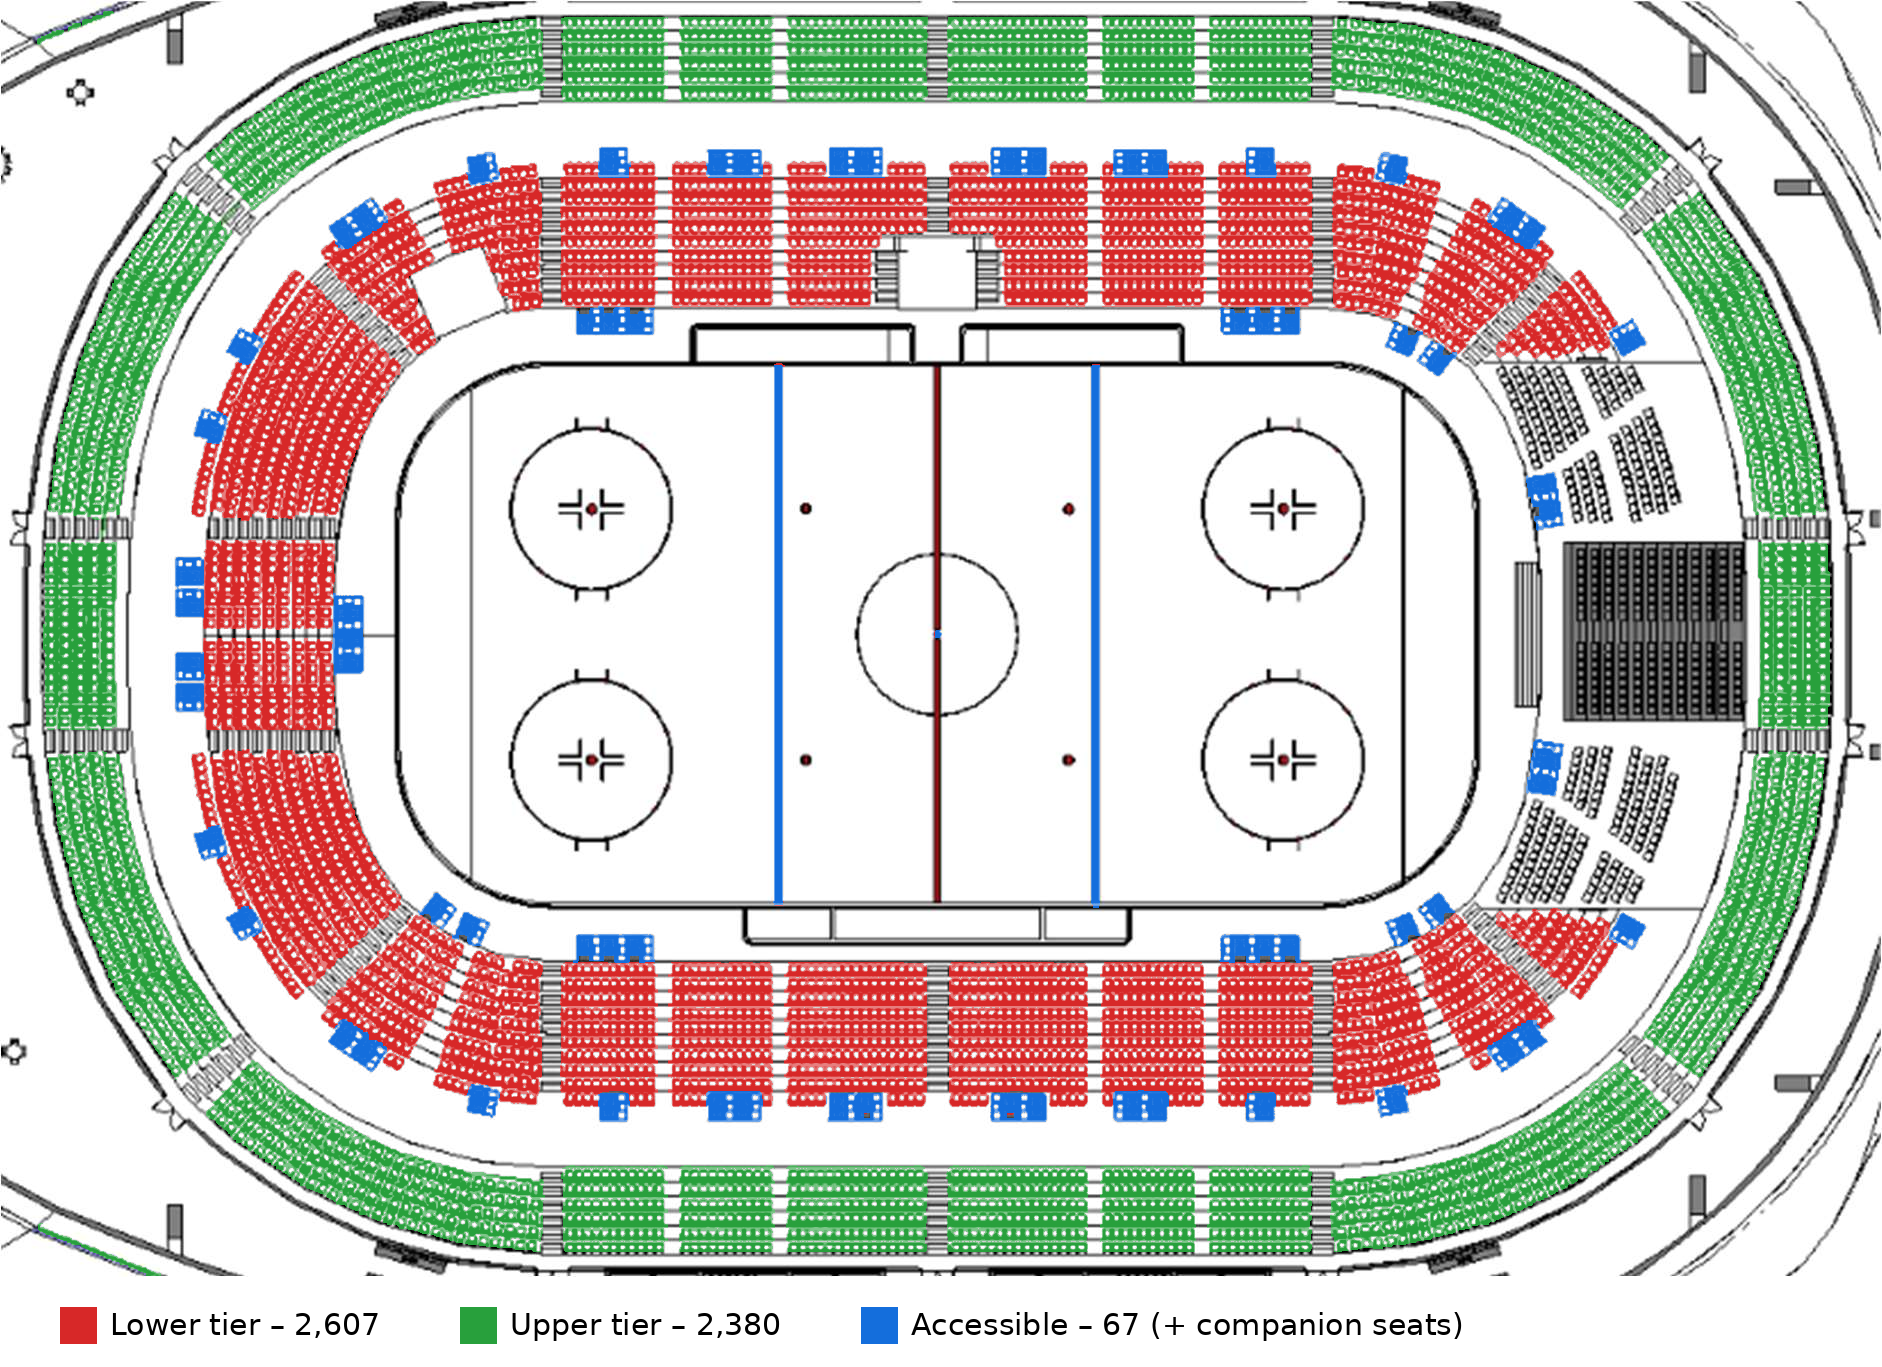 Lower tier – 2,607
Upper tier – 2,380
Accessible – 67 (+ companion seats)